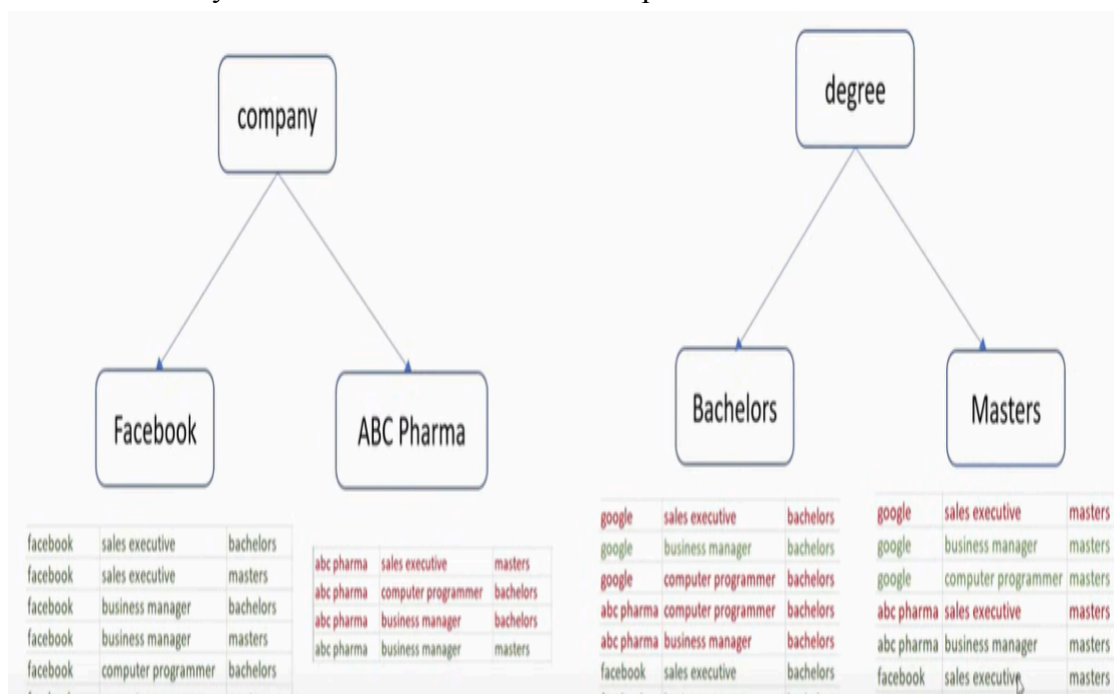 company
degree
Facebook
ABC Pharma
Bachelors
Masters
facebook sales executive bachelors
facebook sales executive masters
facebook business manager bachelors
facebook business manager masters
facebook computer programmer bachelors
abc pharma sales executive masters
abc pharma computer programmer bachelors
abc pharma business manager bachelors
abc pharma business manager masters
google sales executive bachelors
google business manager bachelors
google computer programmer bachelors
abc pharma computer programmer bachelors
abc pharma business manager bachelors
facebook sales executive bachelors
google sales executive masters
google business manager masters
google computer programmer masters
abc pharma sales executive masters
abc pharma business manager masters
facebook sales executive masters